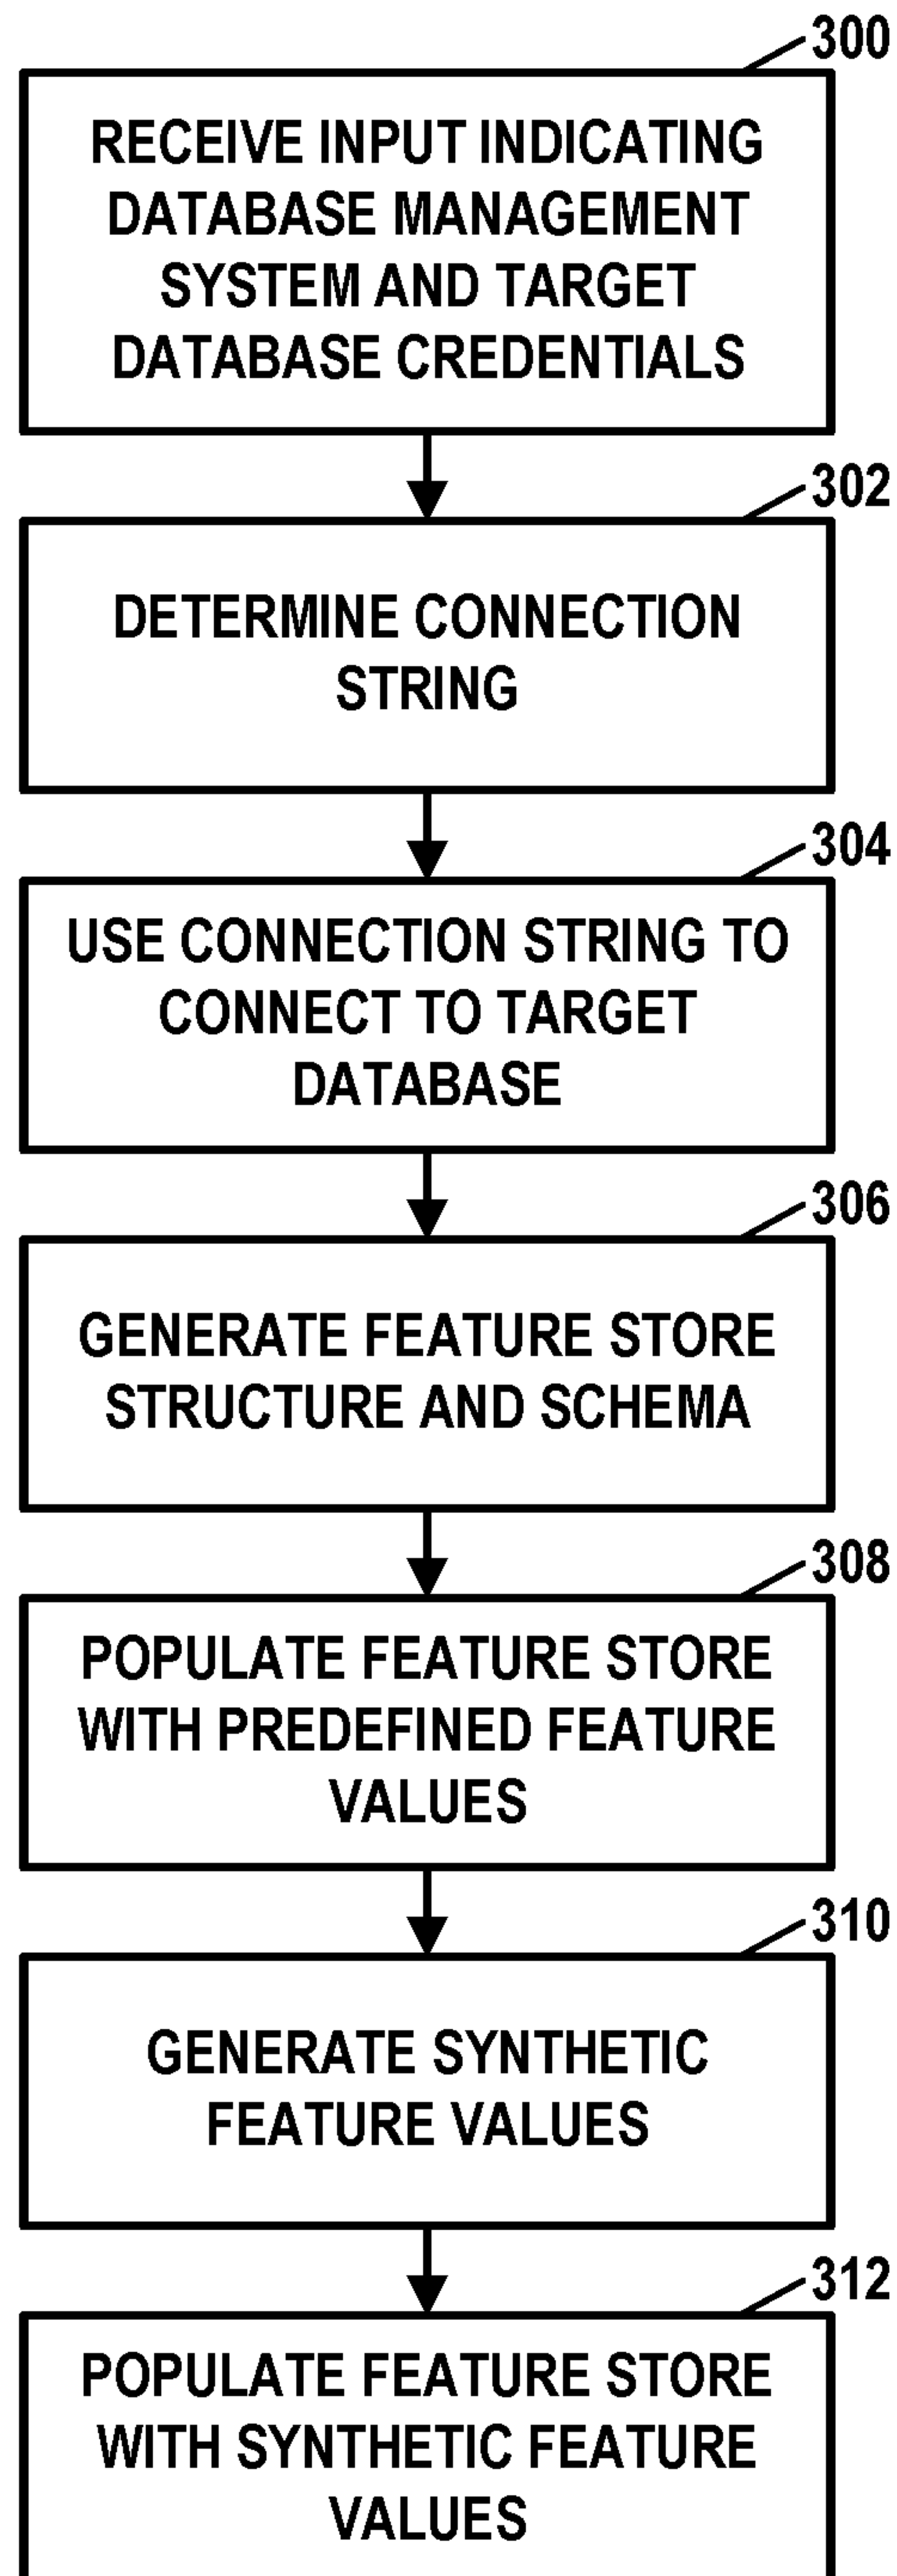 300
RECEIVE INPUT INDICATING
DATABASE MANAGEMENT
SYSTEM AND TARGET
DATABASE CREDENTIALS
302
DETERMINE CONNECTION
STRING
304
USE CONNECTION STRING TO
CONNECT TO TARGET
DATABASE
306
GENERATE FEATURE STORE
STRUCTURE AND SCHEMA
308
POPULATE FEATURE STORE
WITH PREDEFINED FEATURE
VALUES
310
GENERATE SYNTHETIC
FEATURE VALUES
312
POPULATE FEATURE STORE
WITH SYNTHETIC FEATURE
VALUES